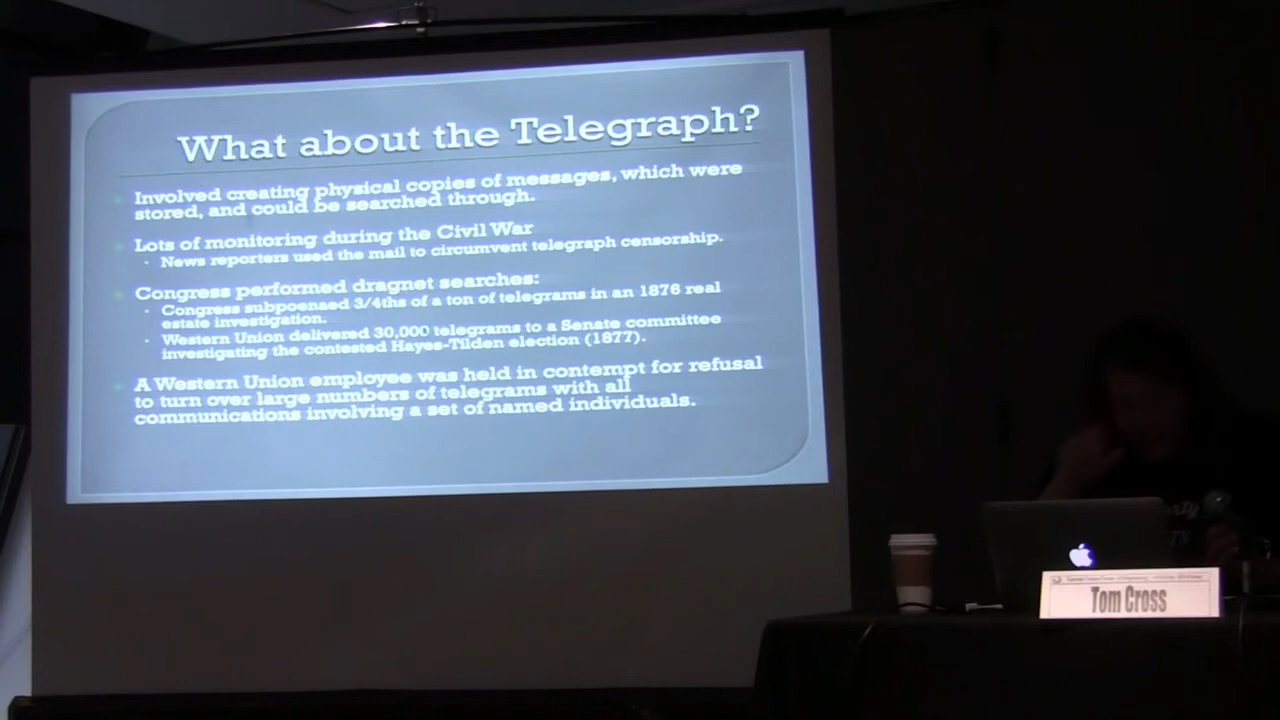 What about the Telegraph?
Involved creating physical copies of messages, which were
stored, and could be searched through.
Lots of monitoring during the Civil War
News reporters used the mail to circumvent telegraph censorship.
Congress performed dragnet searches:
Congress subpoenaed 3/4ths of a ton of telegrams in an 1876 real
estate investigation.
Western Union delivered 30,000 telegrams to a Senate committee
investigating the contested Hayes-Tilden election (1877).
A Western Union employee was held in contempt for refusal
to turn over large numbers of telegrams with all
communications involving a set of named individuals.
Tom Cross